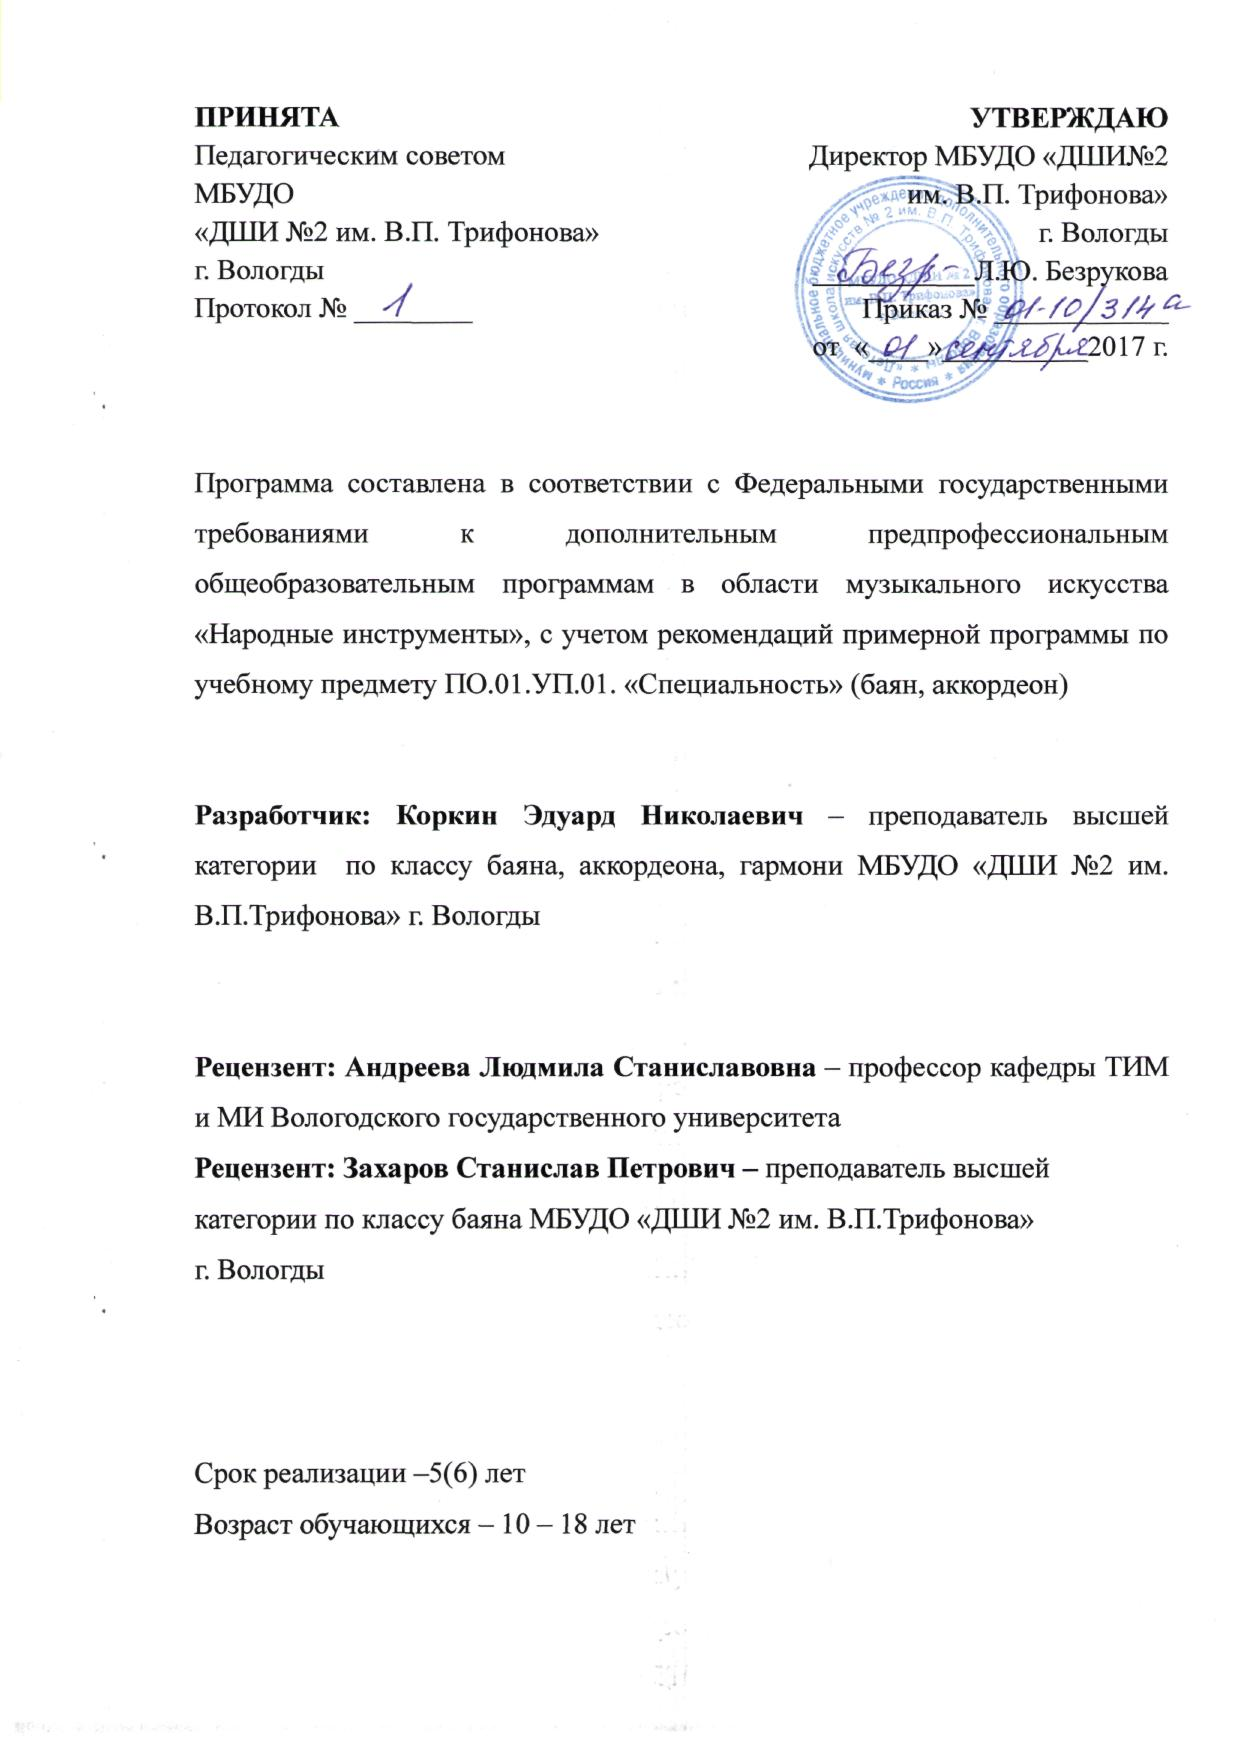 ПРИНЯТА
Педагогическим советом
МБУДО
«ДШИ №2 им. В.П. Трифонова»
г. Вологды
Протокол № 1
УТВЕРЖДАЮ
Директор МБУДО «ДШИ№2
им. В.П. Трифонова»
г. Вологды
Безр- Л.Ю. Безрукова
Приказ № 01-10/314а
от «01» сентября 2017 г.
Программа составлена в соответствии с Федеральными государственными
требованиями к дополнительным предпрофессиональным
общеобразовательным программам в области музыкального искусства
«Народные инструменты», с учетом рекомендаций примерной программы по
учебному предмету ПО.01.УП.01. «Специальность» (баян, аккордеон)
Разработчик: Коркин Эдуард Николаевич – преподаватель высшей
категории по классу баяна, аккордеона, гармони МБУДО «ДШИ №2 им.
В.П.Трифонова» г. Вологды
Рецензент: Андреева Людмила Станиславовна – профессор кафедры ТИМ
и МИ Вологодского государственного университета
Рецензент: Захаров Станислав Петрович – преподаватель высшей
категории по классу баяна МБУДО «ДШИ №2 им. В.П.Трифонова»
г. Вологды
Срок реализации –5(6) лет
Возраст обучающихся – 10 – 18 лет